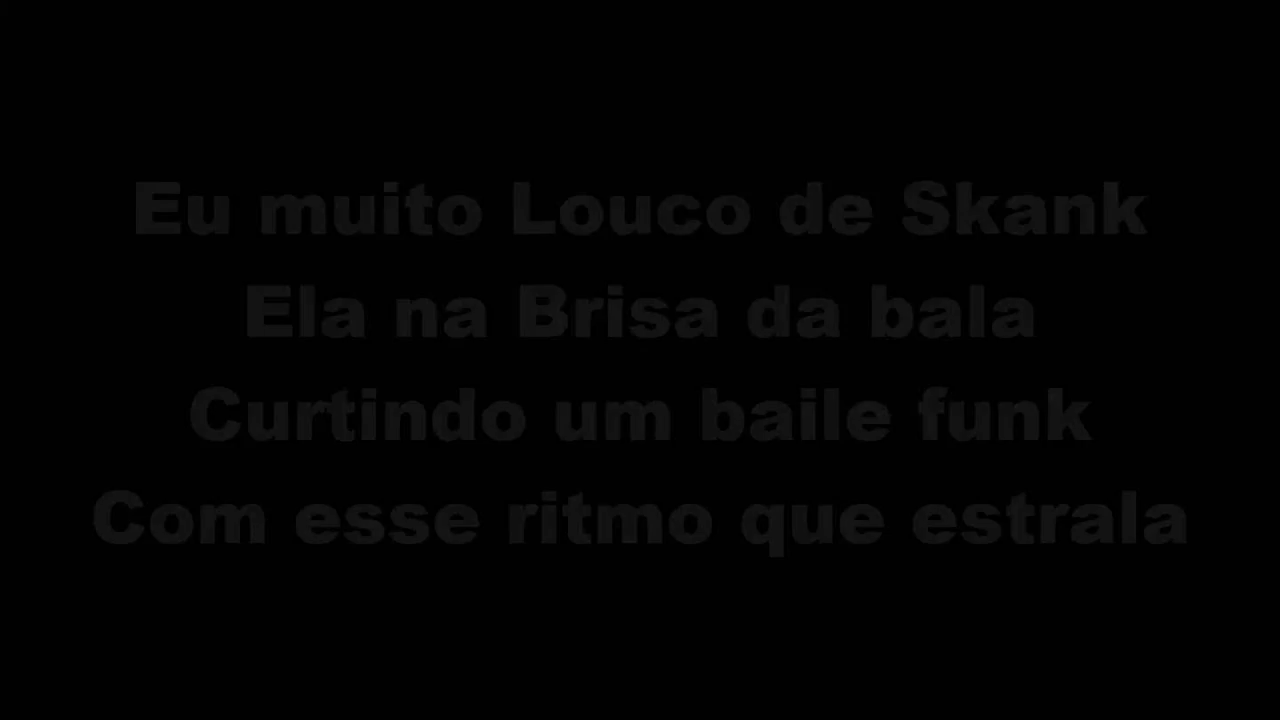 Eu muito Louco de Skank
Ela na Brisa da bala
Curtindo um baile funk
Com esse ritmo que estrala